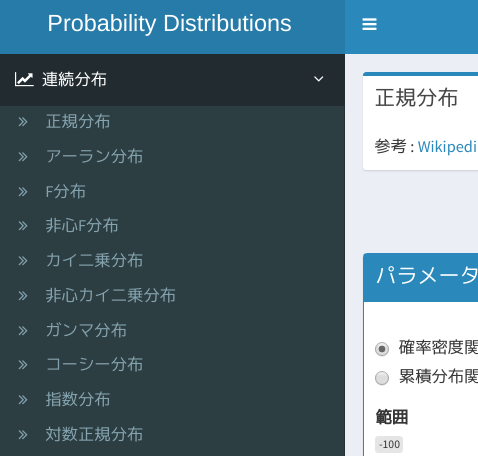 Probability Distributions
連続分布
正規分布
アーラン分布
F分布
非心F分布
カイ二乗分布
非心カイ二乗分布
ガンマ分布
コーシー分布
指数分布
対数正規分布
正規分布
参考 : Wikipedi
パラメータ
確率密度関
累積分布関
範囲
-100